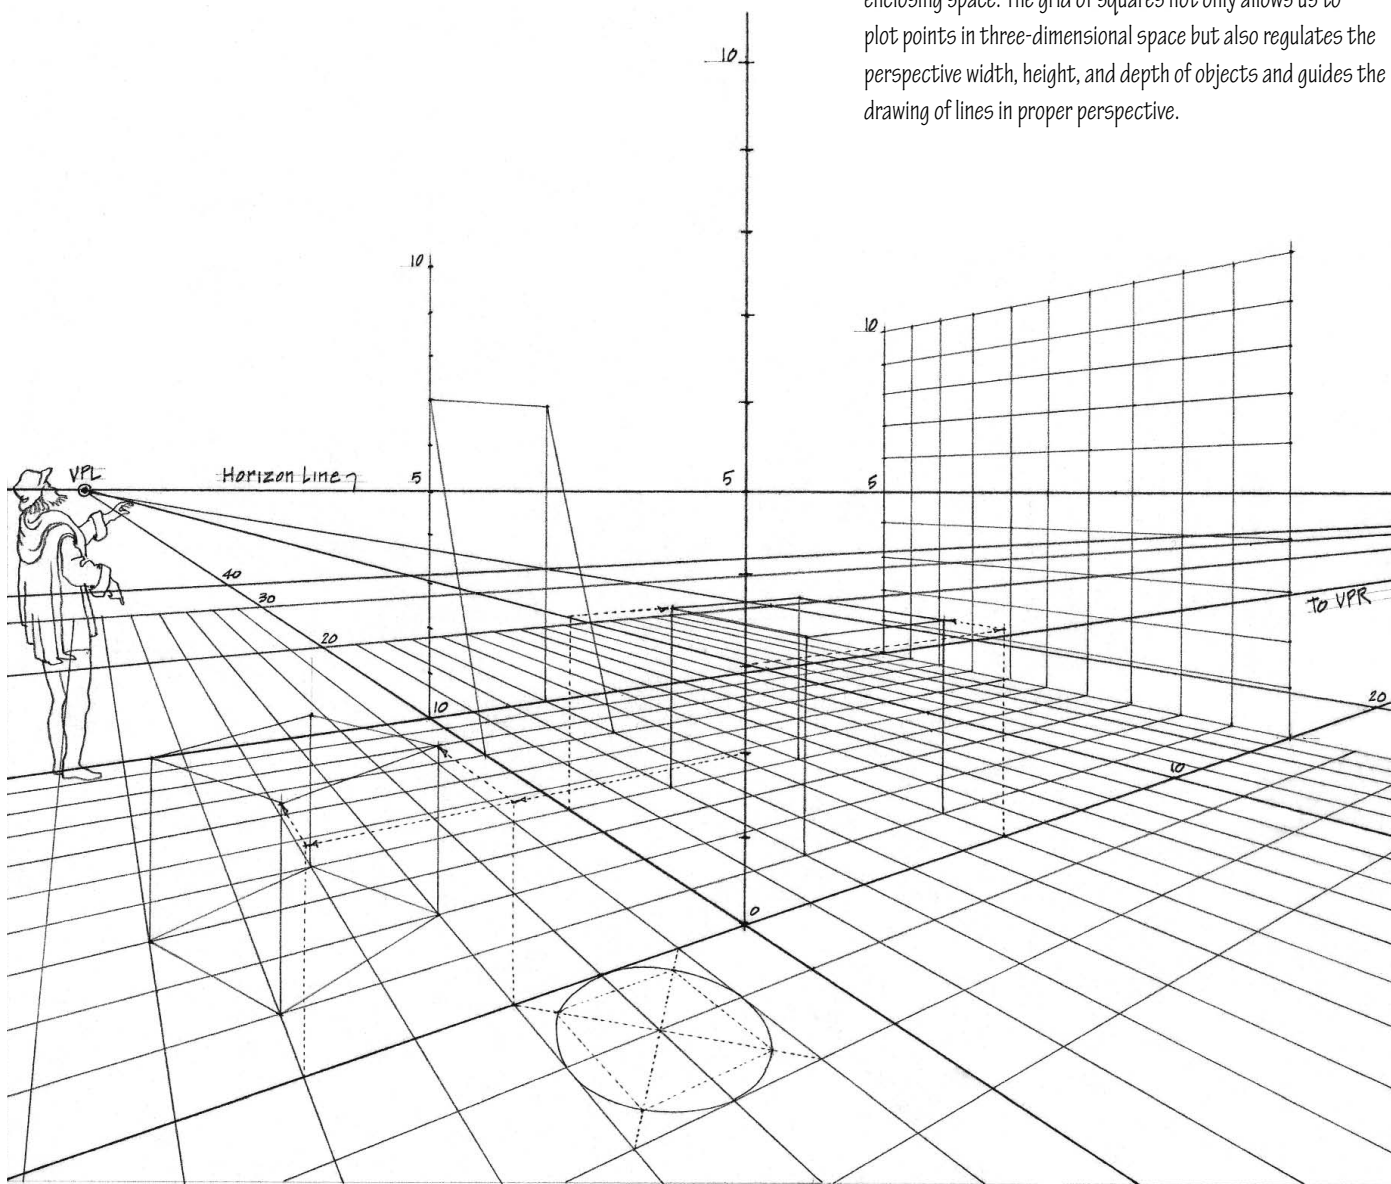 enclosing space. The grid of squares not only allows us to
plot points in three-dimensional space but also regulates the
perspective width, height, and depth of objects and guides the
drawing of lines in proper perspective.
10
10
10
VPL
Horizon Line
5
5
5
40
30
To VPR
20
20
10
10
0